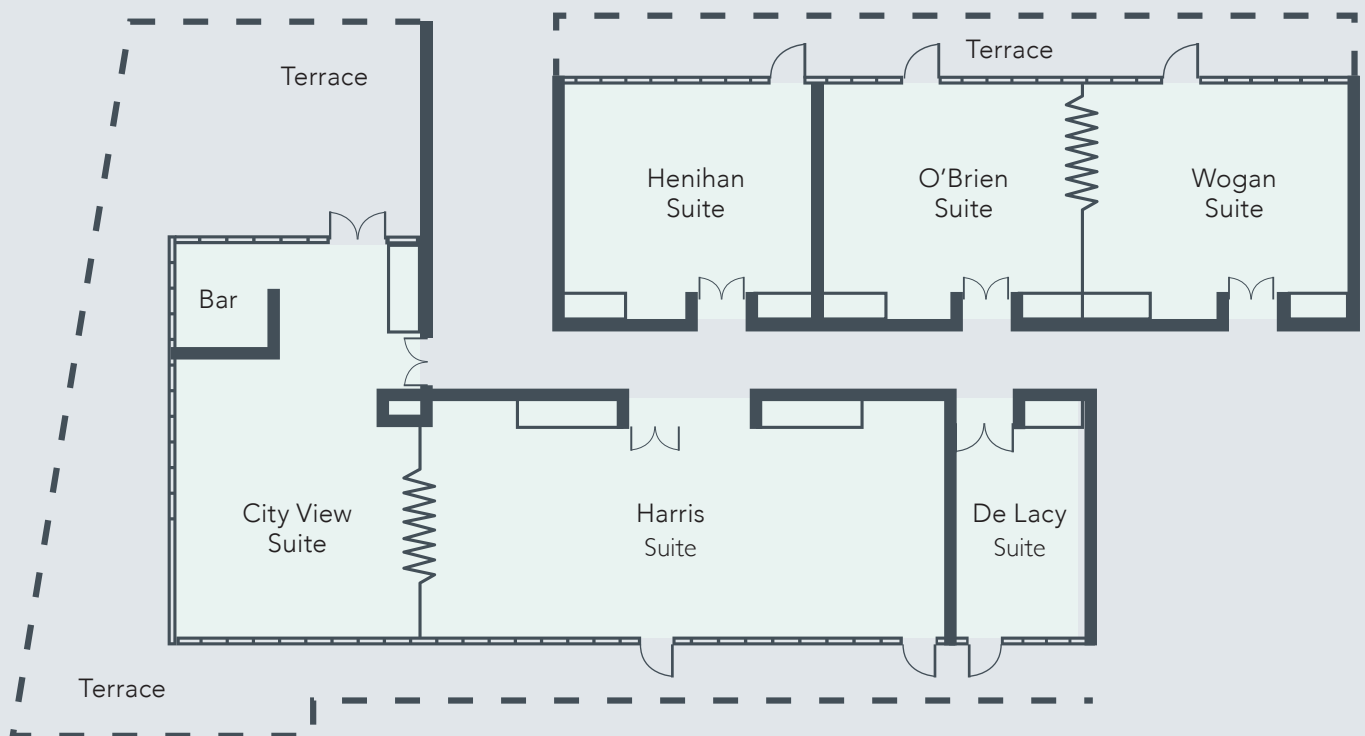 Terrace
Terrace
Henihan
Suite
O’Brien
Suite
Wogan
Suite
Bar
City View
Suite
Harris
Suite
De Lacy
Suite
Terrace